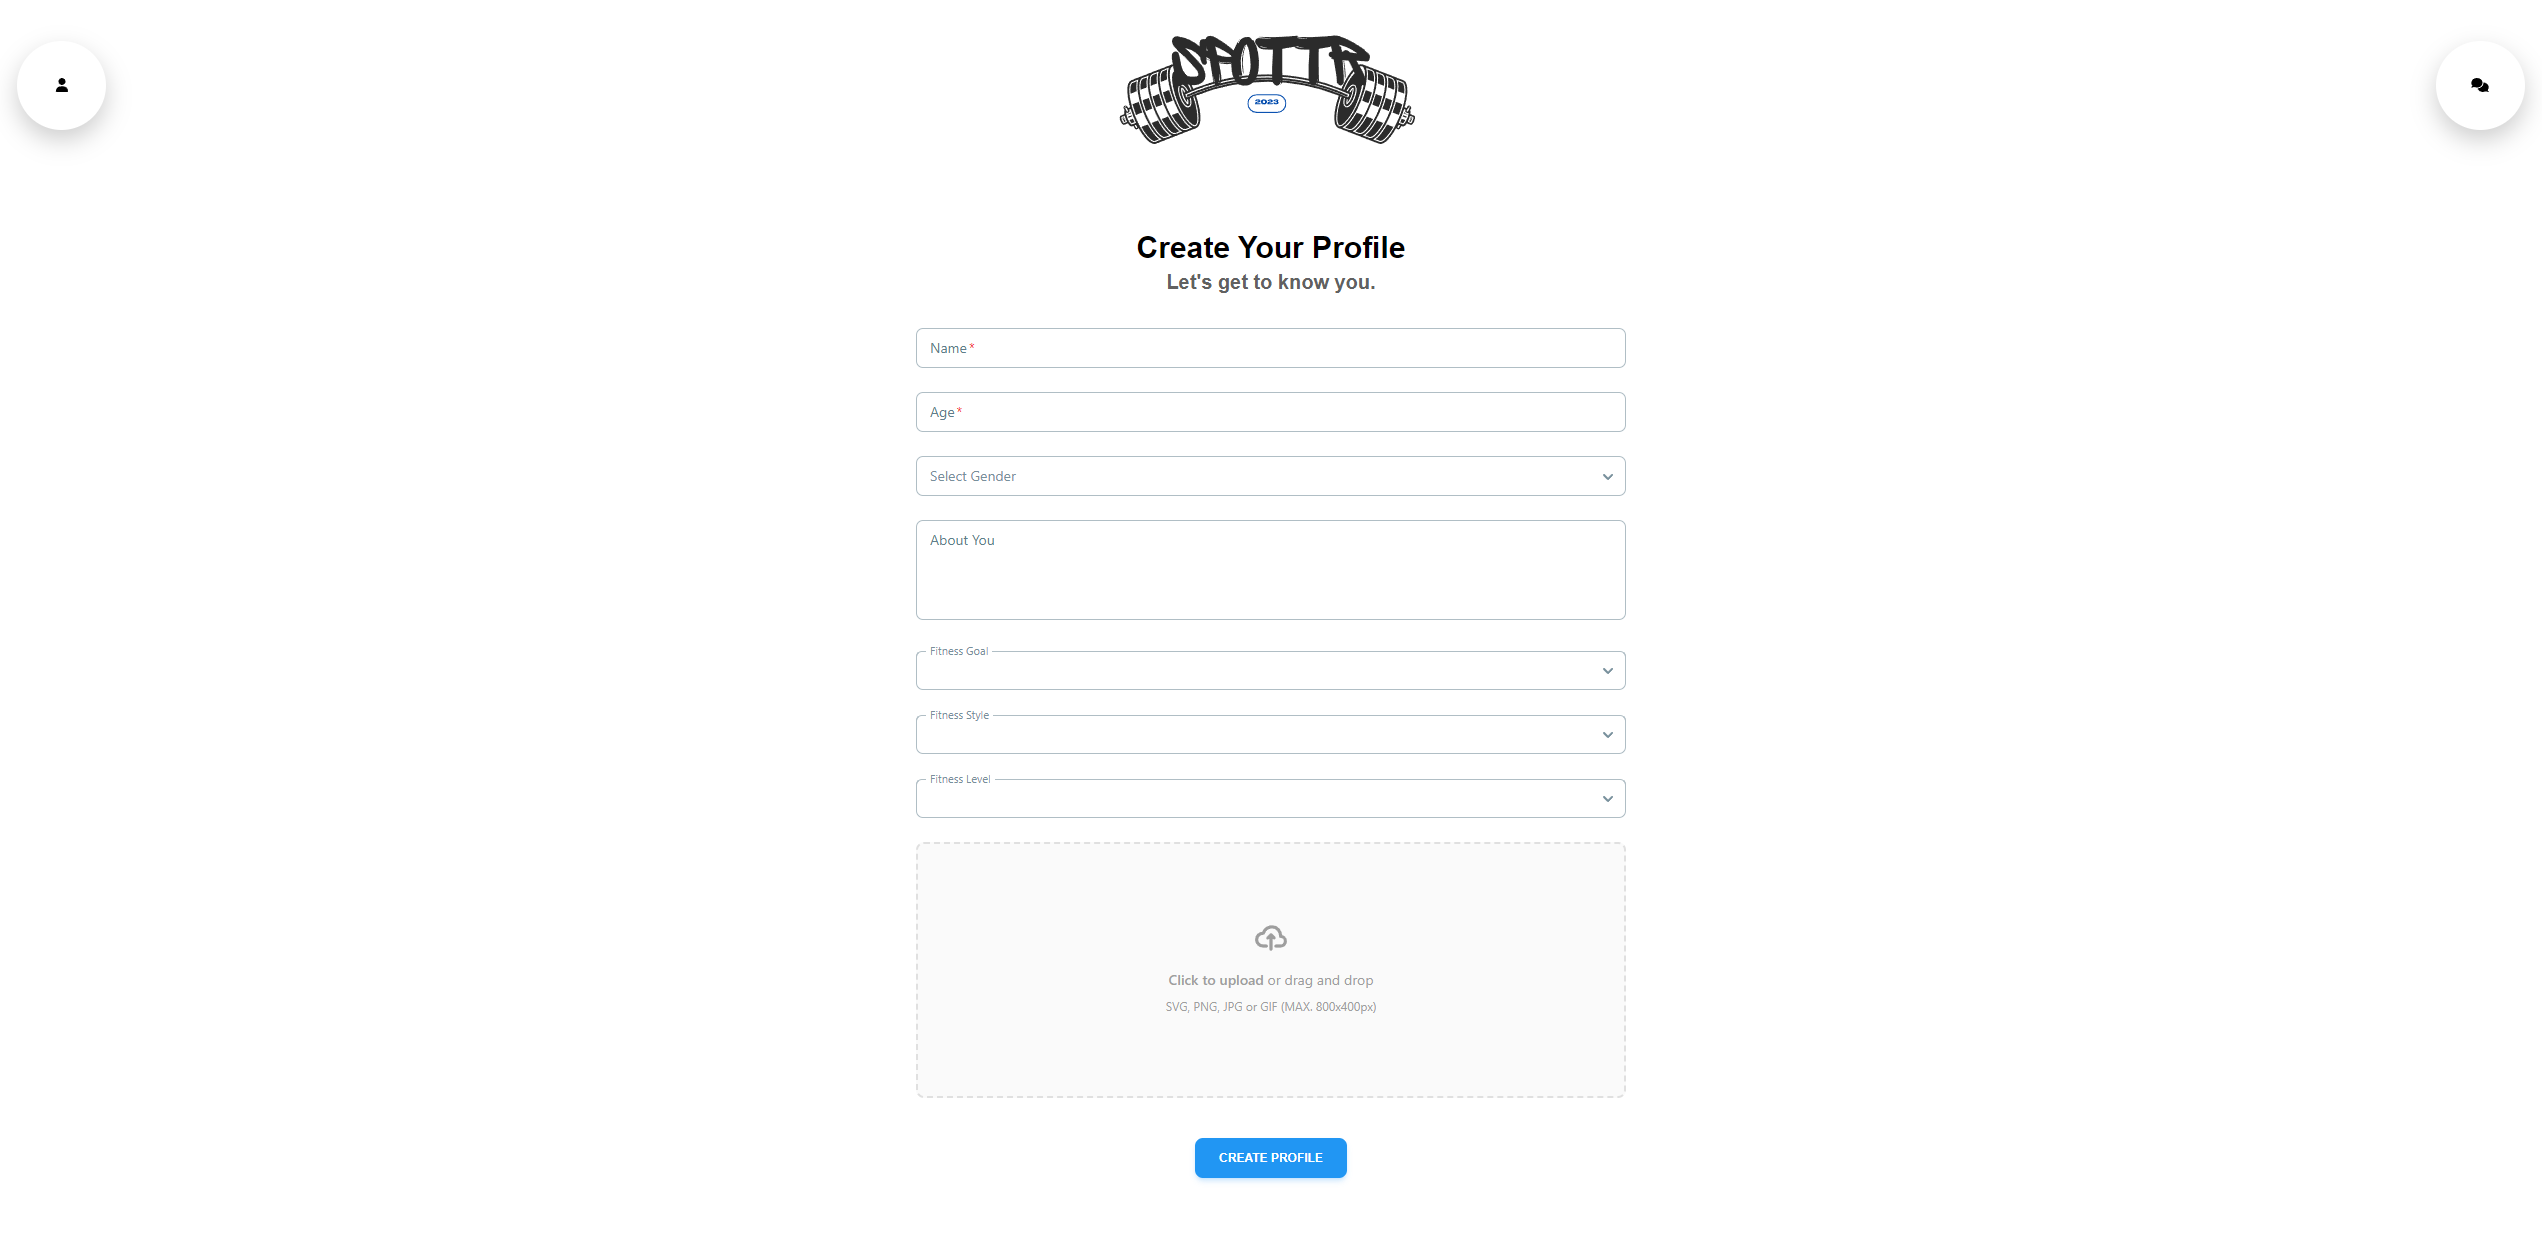 SPOTTR
2023
Create Your Profile
Let's get to know you.
Name*
Age*
Select Gender
About You
Fitness Goal
Fitness Style
Fitness Level
Click to upload or drag and drop
SVG, PNG, JPG or GIF (MAX. 800x400px)
CREATE PROFILE